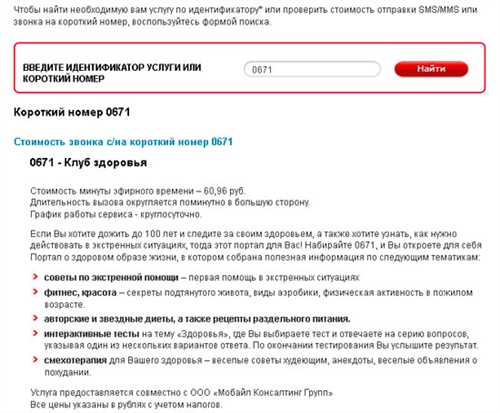 Чтобы найти необходимую вам услугу по идентификатору* или проверить стоимость отправки SMS/MMS или
звонка на короткий номер, воспользуйтесь формой поиска.
ВВЕДИТЕ ИДЕНТИФИКАТОР УСЛУГИ ИЛИ
КОРОТКИЙ НОМЕР
0671
Найти
Короткий номер 0671
Стоимость звонка с/на короткий номер 0671
0671 - Клуб здоровья
Стоимость минуты эфирного времени – 60,96 руб.
Длительность вызова округляется поминутно в большую сторону.
График работы сервиса - круглосуточно.
Если Вы хотите дожить до 100 лет и следите за своим здоровьем, а также хотите узнать, как нужно
действовать в экстренных ситуациях, тогда этот портал для Вас! Набирайте 0671, и Вы откроете для себя
Портал о здоровом образе жизни, в котором собрана полезная информация по следующим тематикам:
советы по экстренной помощи – первая помощь в экстренных ситуациях
фитнес, красота – секреты подтянутого живота, виды аэробики, физическая активность в пожилом
возрасте.
авторские и звездные диеты, а также рецепты раздельного питания.
интерактивные тесты на тему «Здоровья», где Вы выбираете тест и отвечаете на серию вопросов,
указывая один из нескольких вариантов ответа. По окончании тестирования Вы услышите результат.
смехотерапия для Вашего здоровья – веселые советы худеющим, анекдоты, веселые объявления о
похудании.
Услуга предоставляется совместно с ООО «Мобайл Консалтинг Групп»
Все цены указаны в рублях с учетом налогов.